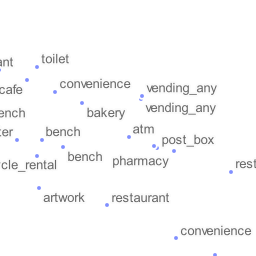 toilet
ant
convenience
cafe
vending_any
bakery
vending_any
ench
atm
ter
bench
post_box
bench
pharmacy
cle_rental
rest
artwork
restaurant
convenience